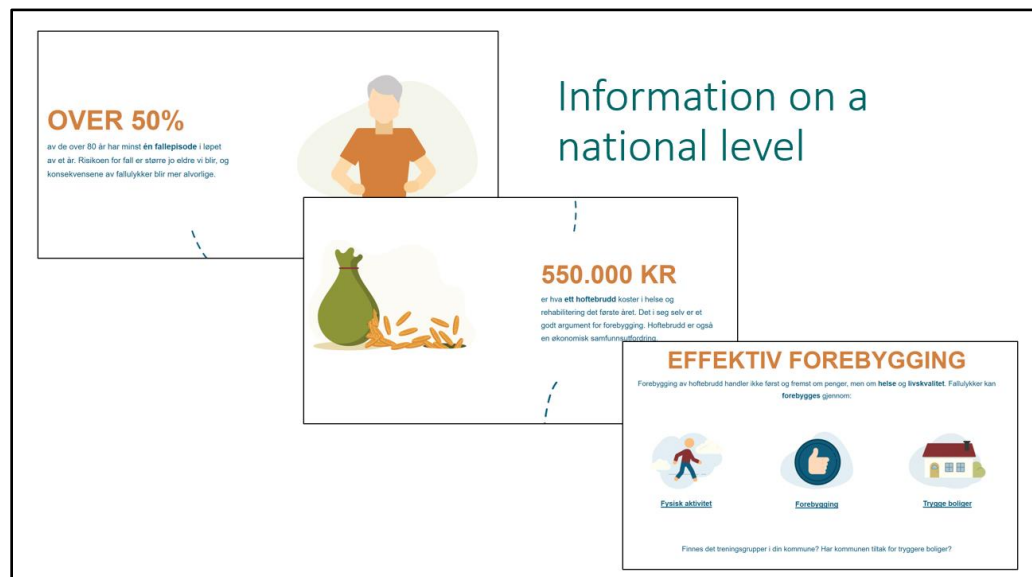 Information on a
national level
OVER 50%
av de over 80 år har minst én fallepisode i løpet
av et år. Risikoen for fall er større jo eldre vi blir, og
konsekvensene av fallulykker blir mer alvorlige.
550.000 KR
er hva ett hoftebrudd koster i helse og
rehabilitering det første året. Det i seg selv er et
godt argument for forebygging. Hoftebrudd er også
en økonomisk samfunnsutfordring.
EFFEKTIV FOREBYGGING
Forebygging av hoftebrudd handler ikke først og fremst om penger, men om helse og livskvalitet. Fallulykker kan
forebygges gjennom:
Fysisk aktivitet
Forebygging
Trygge boliger
Finnes det treningsgrupper i din kommune? Har kommunen tiltak for tryggere boliger?